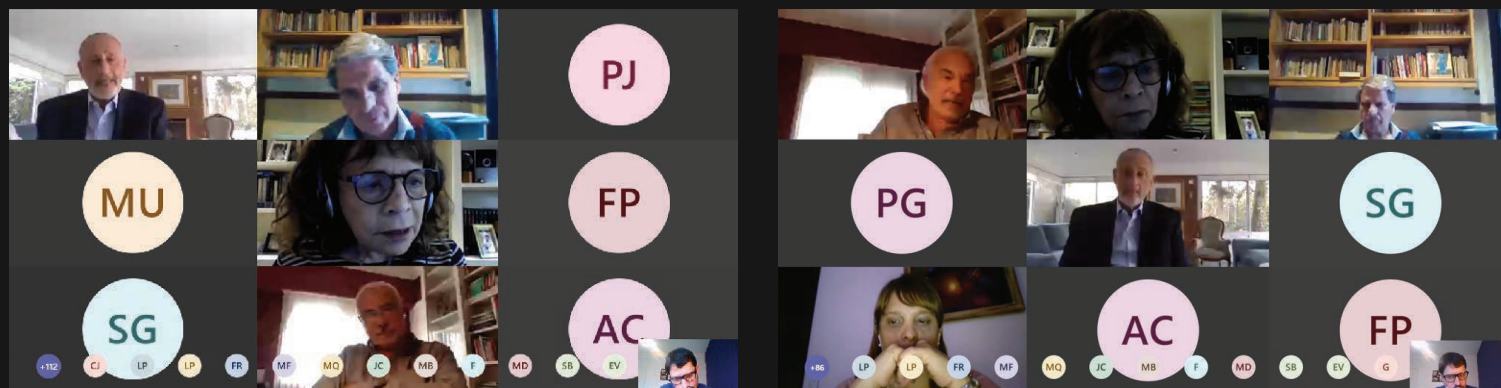 PJ
MU
FP
SG
AC
+112 CJ LP LP FR MF MQ JC MB F MD SB EV
PG
SG
AC
FP
+86 LP LP FR MF MQ JC MB F MD SB EV G